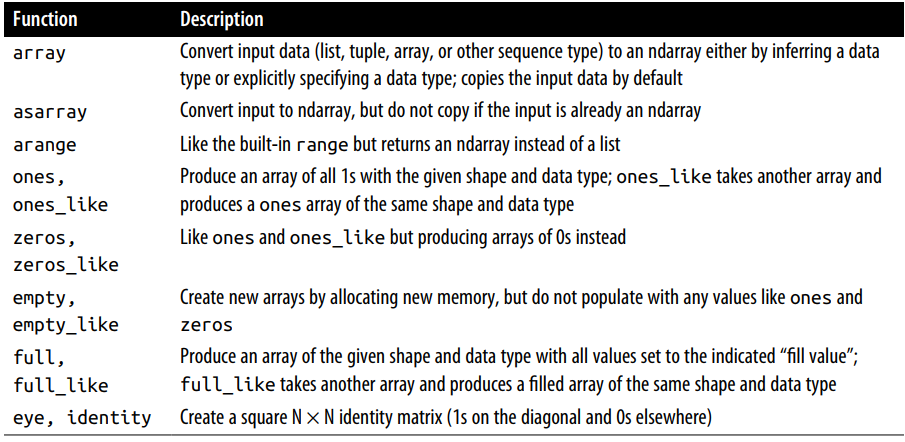 Function Description
array Convert input data (list, tuple, array, or other sequence type) to an ndarray either by inferring a data
type or explicitly specifying a data type; copies the input data by default
asarray Convert input to ndarray, but do not copy if the input is already an ndarray
arange Like the built-in range but returns an ndarray instead of a list
ones, Produce an array of all 1s with the given shape and data type; ones_like takes another array and
ones_like produces a ones array of the same shape and data type
zeros, Like ones and ones_like but producing arrays of 0s instead
zeros_like
empty, Create new arrays by allocating new memory, but do not populate with any values like ones and
empty_like zeros
full, Produce an array of the given shape and data type with all values set to the indicated “fill value”;
full_like full_like takes another array and produces a filled array of the same shape and data type
eye, identity Create a square N × N identity matrix (1s on the diagonal and 0s elsewhere)